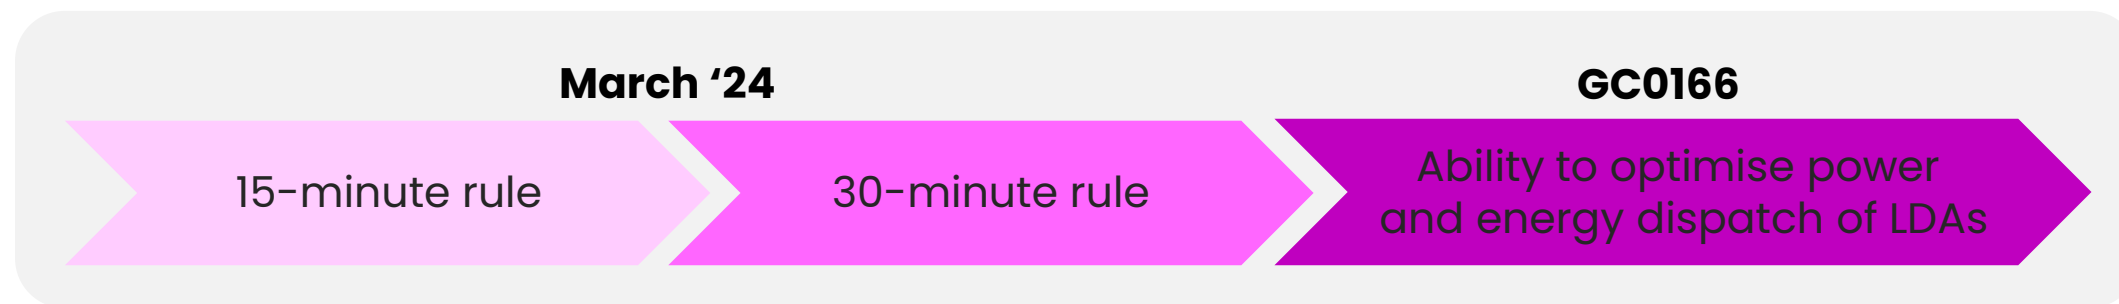 March ‘24
GC0166
15-minute rule
30-minute rule
Ability to optimise power
and energy dispatch of LDAs